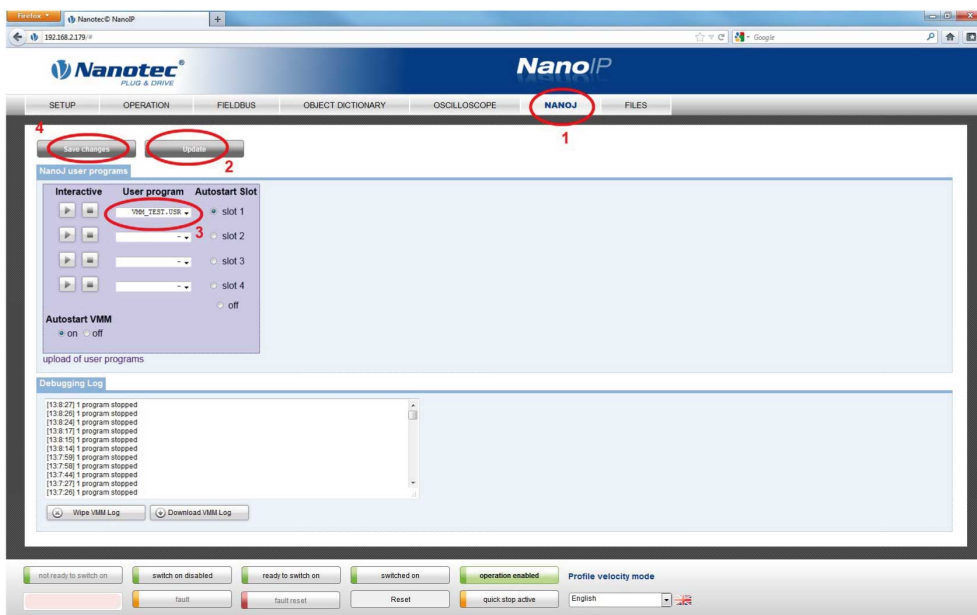 Firefox
Nanotec© NanoIP
192.168.2.179/#
Google
Nanotec®
PLUG & DRIVE
NanoIP
SETUP OPERATION FIELDBUS OBJECT DICTIONARY OSCILLOSCOPE NANOJ FILES
1
4
Save changes Update
2
NanoJ user programs
Interactive User program Autostart Slot
VMM_TEST.USR slot 1
3
- slot 2
- slot 3
- slot 4
off
Autostart VMM
on off
upload of user programs
Debugging Log
[13:8:27] 1 program stopped
[13:8:26] 1 program stopped
[13:8:24] 1 program stopped
[13:8:17] 1 program stopped
[13:8:15] 1 program stopped
[13:8:14] 1 program stopped
[13:7:59] 1 program stopped
[13:7:58] 1 program stopped
[13:7:44] 1 program stopped
[13:7:27] 1 program stopped
[13:7:26] 1 program stopped
Wipe VMM Log Download VMM Log
not ready to switch on switch on disabled ready to switch on switched on operation enabled Profile velocity mode
fault fault reset Reset quick stop active English